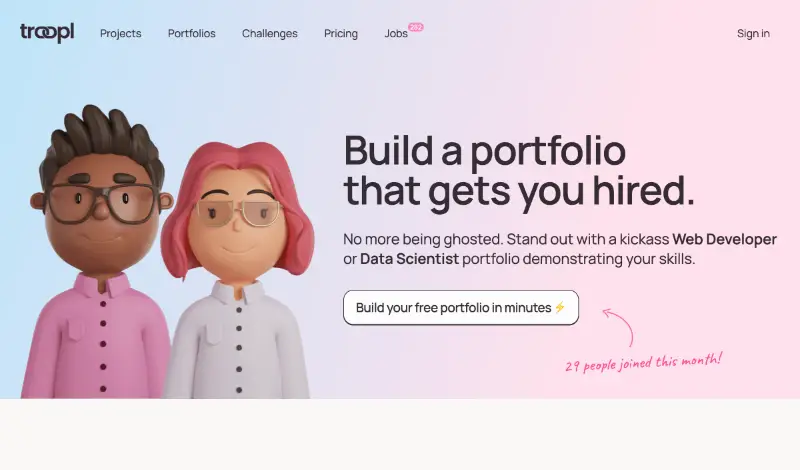 troopl
Projects
Portfolios
Challenges
Pricing
Jobs
Sign in
Build a portfolio
that gets you hired.
No more being ghosted. Stand out with a kickass Web Developer
or Data Scientist portfolio demonstrating your skills.
Build your free portfolio in minutes ⚡
29 people joined this month!